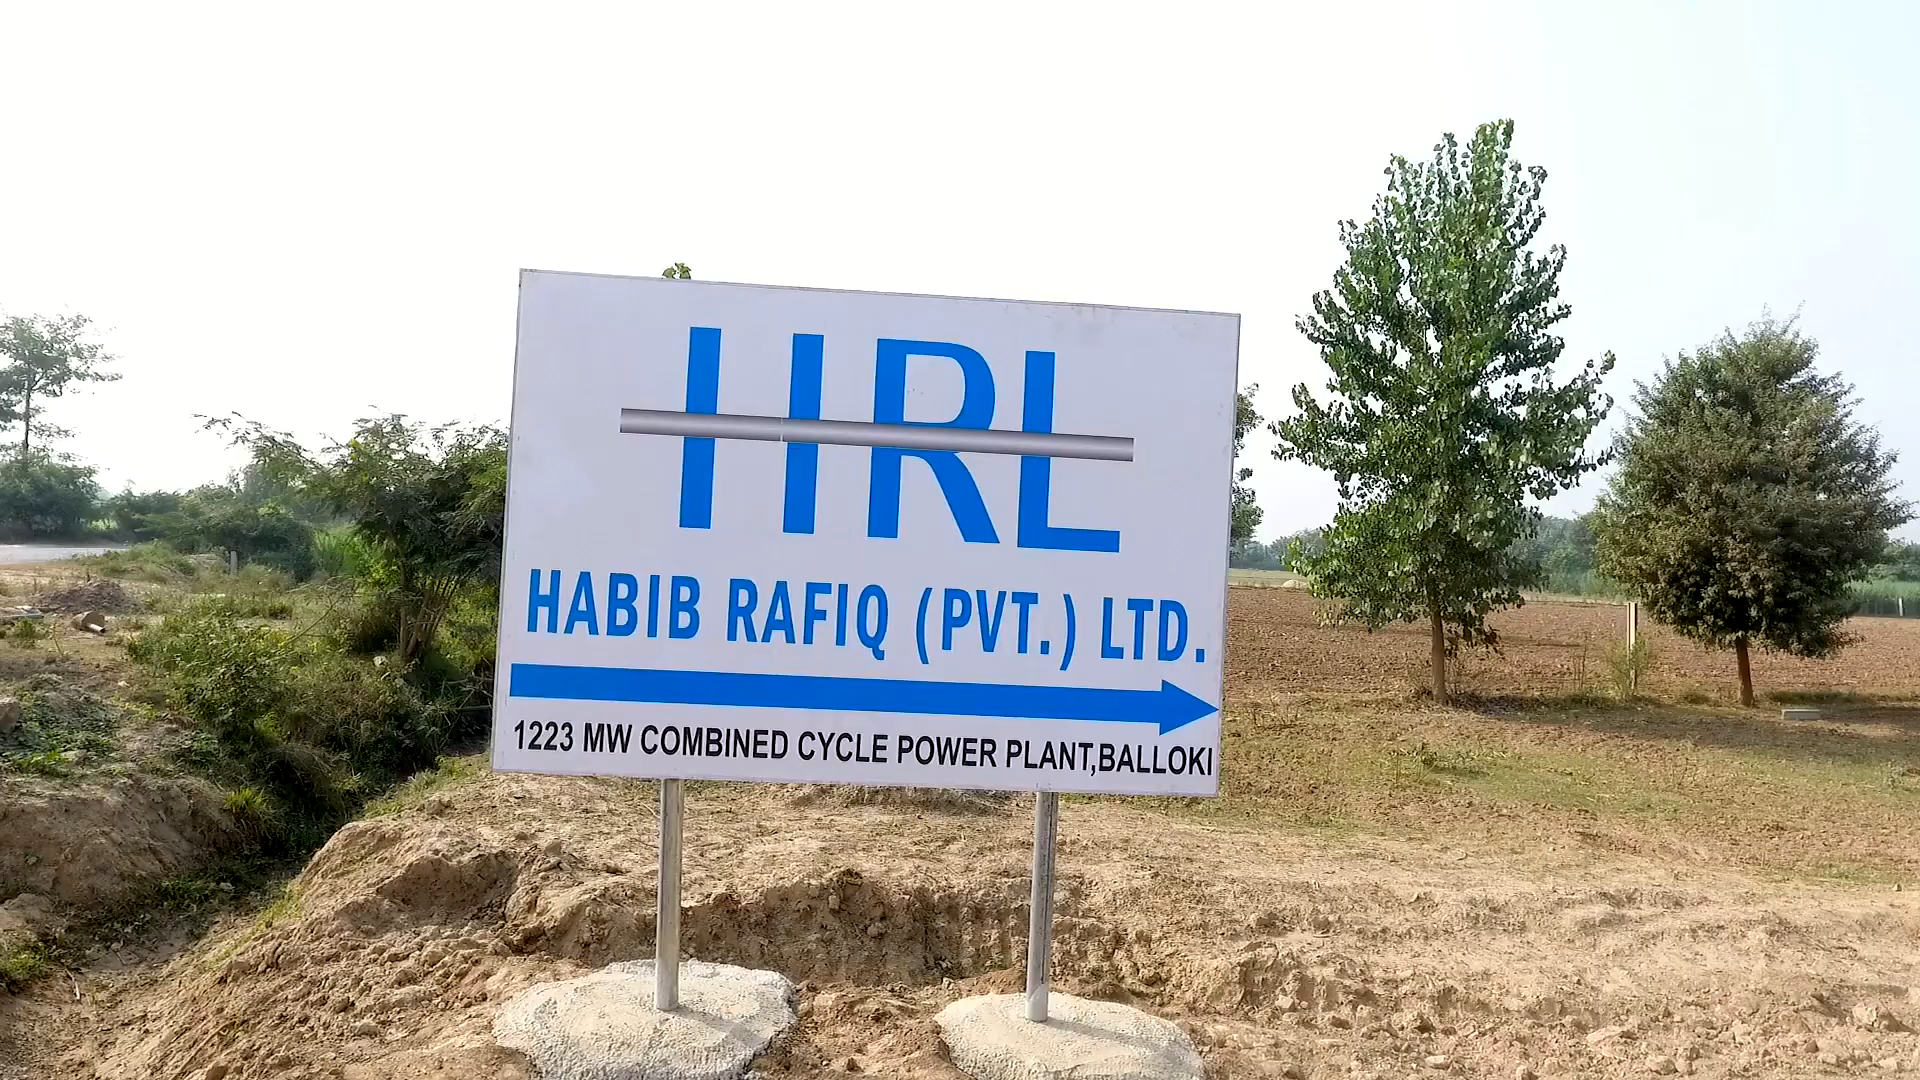 HRL
HABIB RAFIQ (PVT.) LTD.
1223 MW COMBINED CYCLE POWER PLANT,BALLOKI